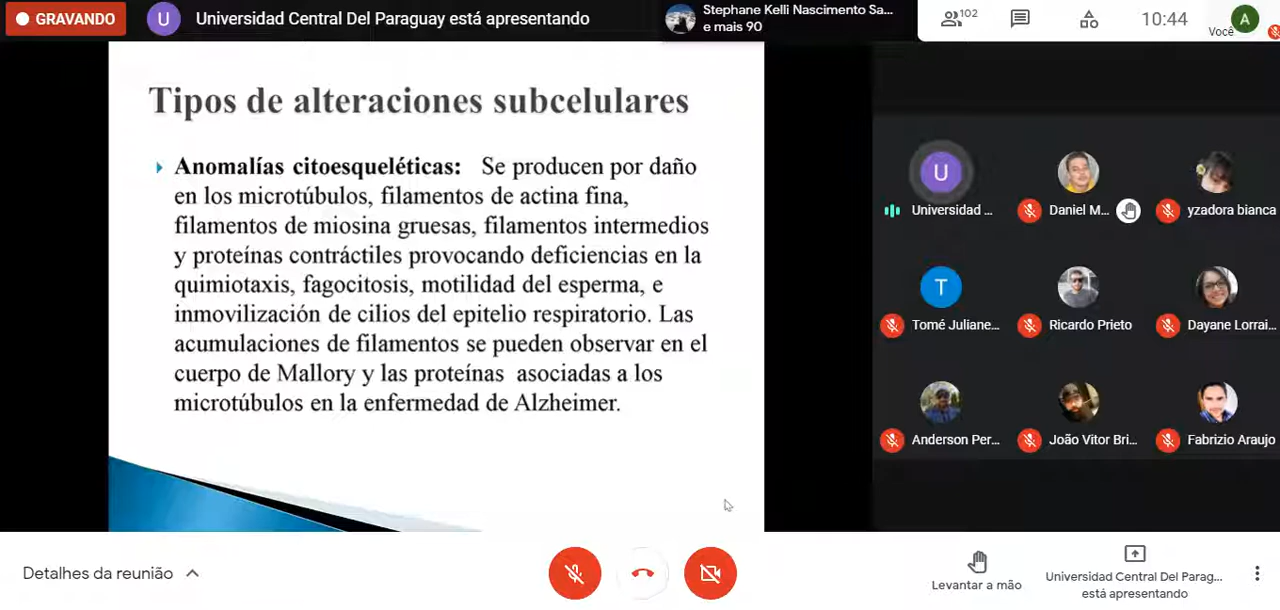 GRAVANDO
U
Universidad Central Del Paraguay está apresentando
Stephane Kelli Nascimento Sa...
e mais 90
102
10:44
Você
A
Tipos de alteraciones subcelulares
Anomalías citoesqueléticas: Se producen por daño
en los microtúbulos, filamentos de actina fina,
filamentos de miosina gruesas, filamentos intermedios
y proteínas contráctiles provocando deficiencias en la
quimiotaxis, fagocitosis, motilidad del esperma, e
inmovilización de cilios del epitelio respiratorio. Las
acumulaciones de filamentos se pueden observar en el
cuerpo de Mallory y las proteínas asociadas a los
microtúbulos en la enfermedad de Alzheimer.
U
Universidad ...
Daniel M...
yzadora bianca
T
Tomé Juliane...
Ricardo Prieto
Dayane Lorrai...
Anderson Per...
João Vitor Bri...
Fabrizio Araujo
Detalhes da reunião
Levantar a mão
Universidad Central Del Parag...
está apresentando